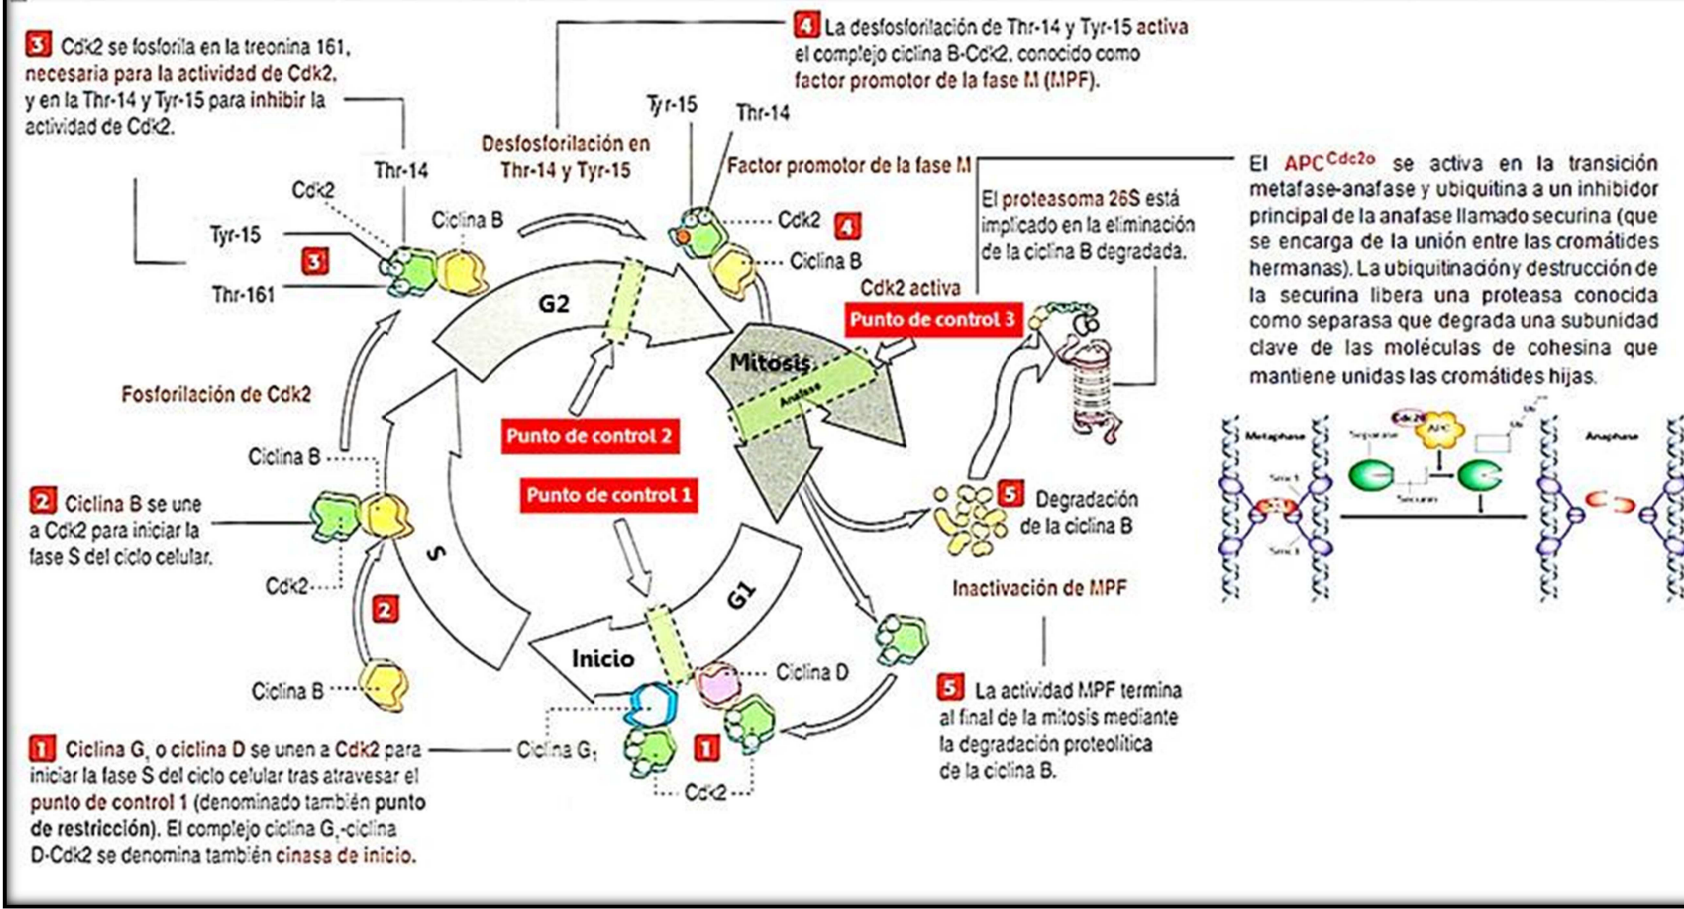 3 Cdk2 se fosforila en la treonina 161,
necesaria para la actividad de Cdk2,
y en la Thr-14 y Tyr-15 para inhibir la
actividad de Cdk2.
4 La desfosforilación de Thr-14 y Tyr-15 activa
el complejo ciclina B-Cdk2, conocido como
factor promotor de la fase M (MPF).
Tyr-15
Thr-14
Desfosforilación en
Thr-14 y Tyr-15
Factor promotor de la fase M
Thr-14
Cdk2
Ciclina B
Tyr-15
3
Thr-161
Cdk2
4
Ciclina B
El proteasoma 26S está
implicado en la eliminación
de la ciclina B degradada.
Cdk2 activa
Punto de control 3
El APC Cdc20 se activa en la transición
metafase-anafase y ubiquitina a un inhibidor
principal de la anafase llamado securina (que
se encarga de la unión entre las cromátides
hermanas). La ubiquitinación y destrucción de
la securina libera una proteasa conocida
como separasa que degrada una subunidad
clave de las moléculas de cohesina que
mantiene unidas las cromátides hijas.
G2
Mitosis
Anafase
Fosforilación de Cdk2
Punto de control 2
Punto de control 1
Ciclina B
2 Ciclina B se une
a Cdk2 para iniciar la
fase S del ciclo celular.
Cdk2
2
Ciclina B
S
G1
Inicio
5 Degradación
de la ciclina B
Inactivación de MPF
5 La actividad MPF termina
al final de la mitosis mediante
la degradación proteolítica
de la ciclina B.
Ciclina D
Ciclina G1
1
Cdk2
1 Ciclina G1 o ciclina D se unen a Cdk2 para
iniciar la fase S del ciclo celular tras atravesar el
punto de control 1 (denominado también punto
de restricción). El complejo ciclina G1-ciclina
D-Cdk2 se denomina también cinasa de inicio.
Metaphase
Separase
Cdc20
APC
Securin
Anaphase